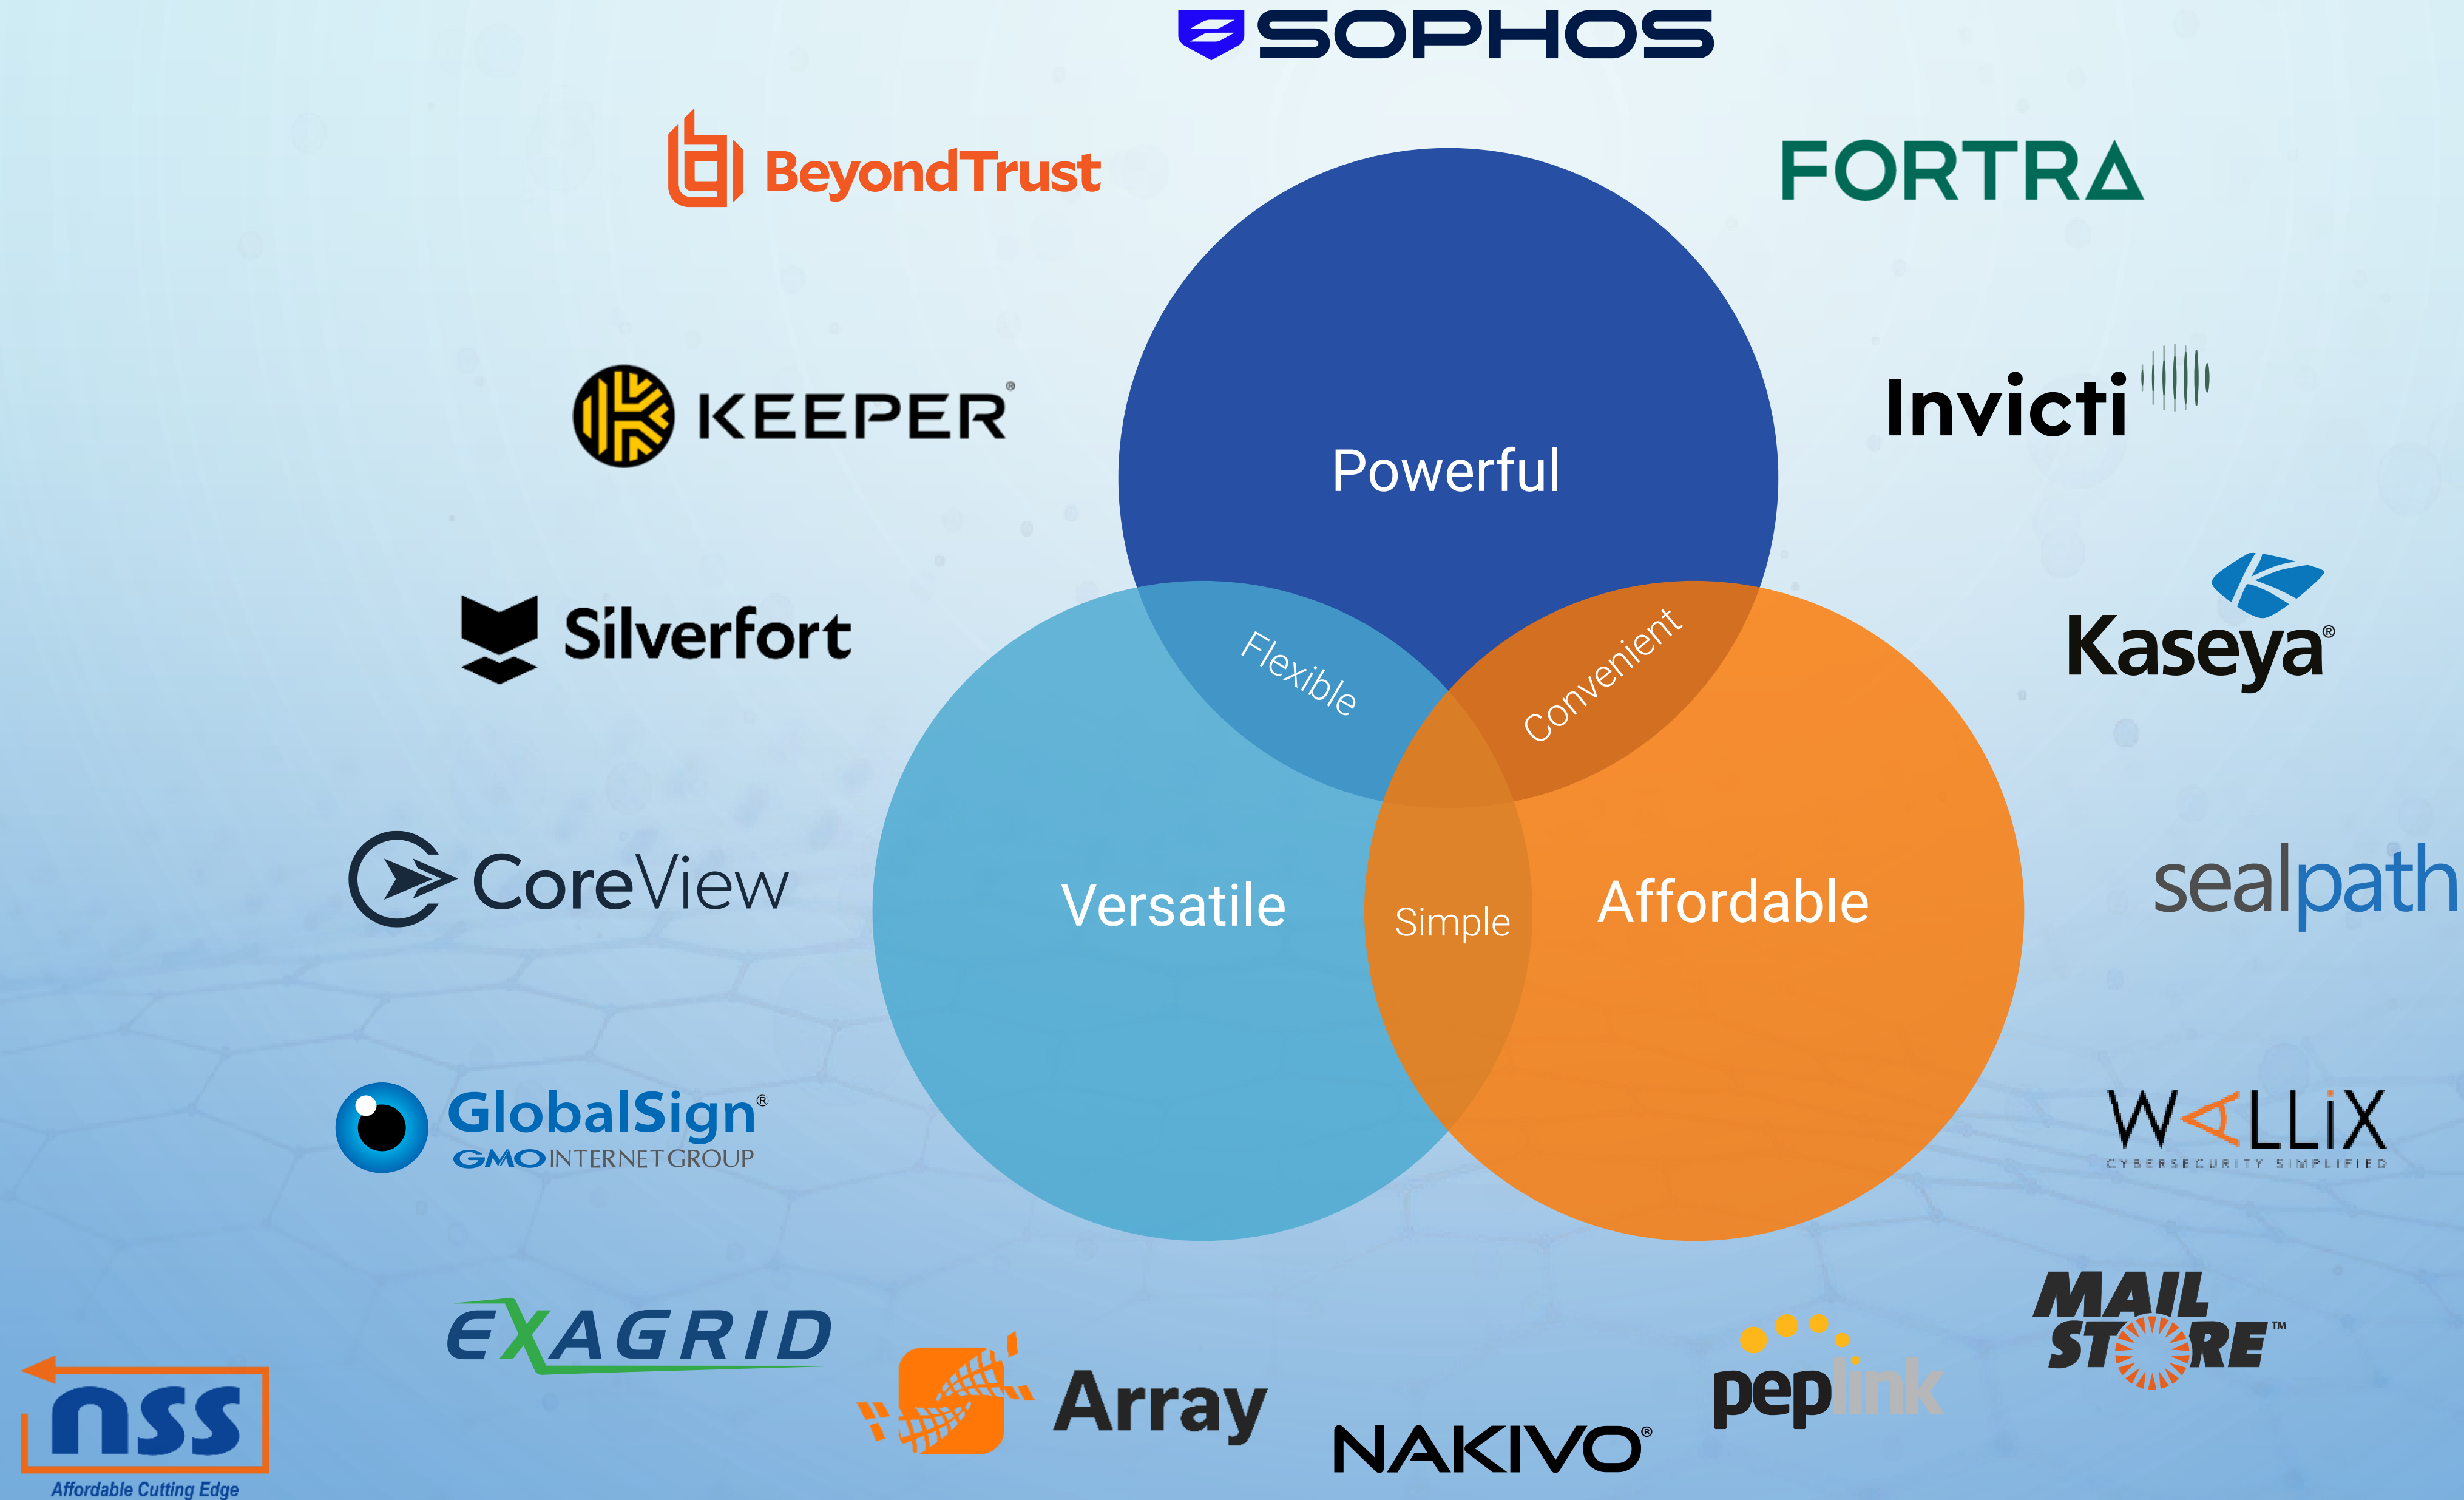 SOPHOS
BeyondTrust
FORTRA
KEEPER®
Invicti
Powerful
Silverfort
Kaseya®
Flexible
Convenient
CoreView
sealpath
Versatile
Simple
Affordable
GlobalSign®
GMO INTERNET GROUP
WALLiX
CYBERSECURITY SIMPLIFIED
EXAGRID
MAIL
STORE™
Array
peplink
NAKIVO®
nss
Affordable Cutting Edge